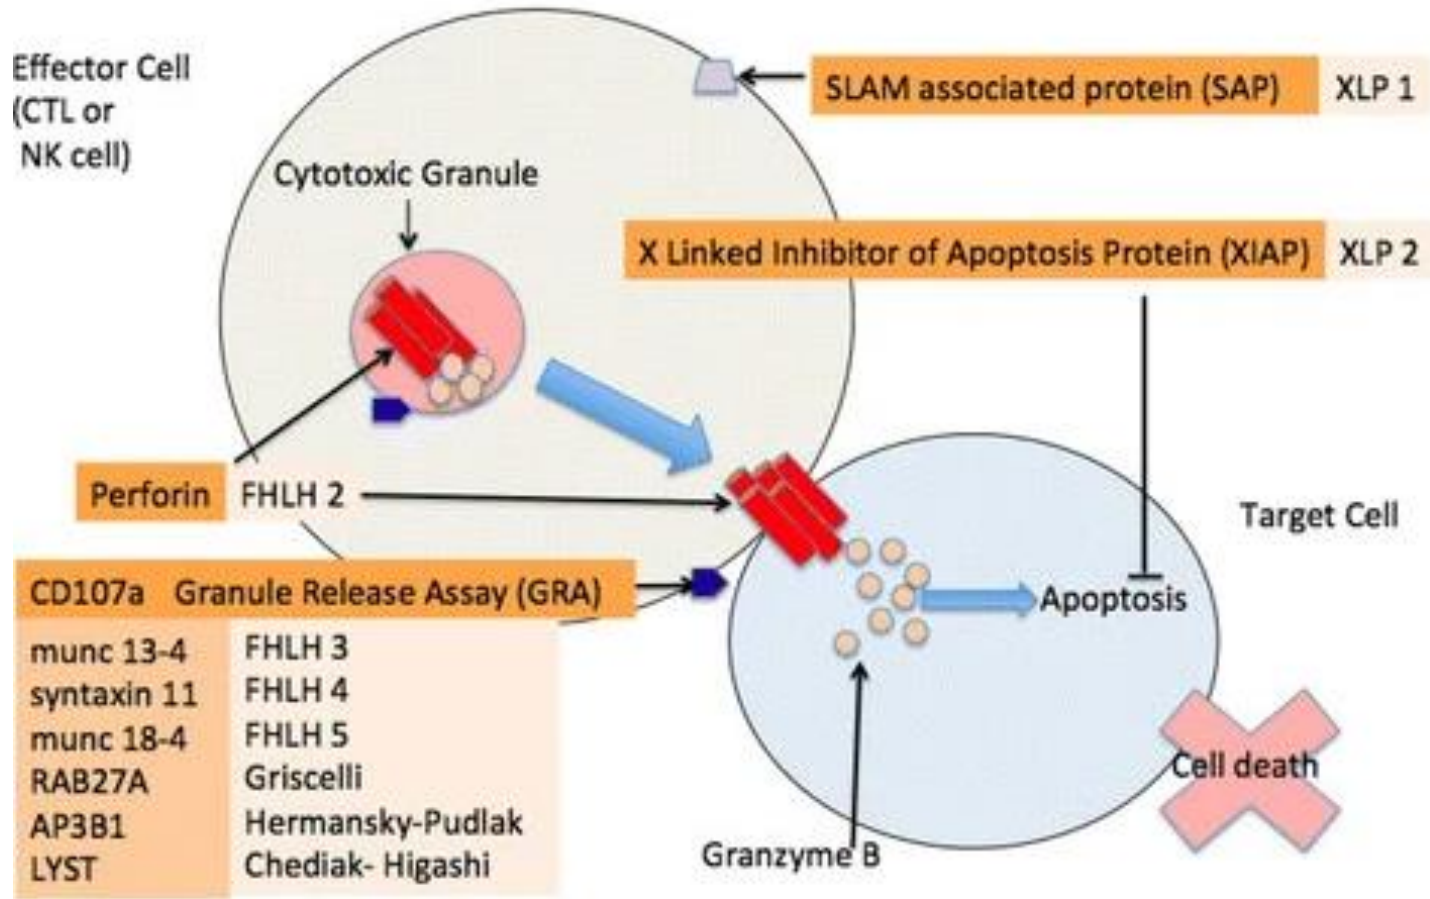 Effector Cell
(CTL or
NK cell)
SLAM associated protein (SAP) XLP 1
Cytotoxic Granule
X Linked Inhibitor of Apoptosis Protein (XIAP) XLP 2
Perforin FHLH 2
Target Cell
CD107a Granule Release Assay (GRA)
Apoptosis
munc 13-4 FHLH 3
syntaxin 11 FHLH 4
munc 18-4 FHLH 5
RAB27A Griscelli
AP3B1 Hermansky-Pudlak
LYST Chediak- Higashi
Cell death
Granzyme B